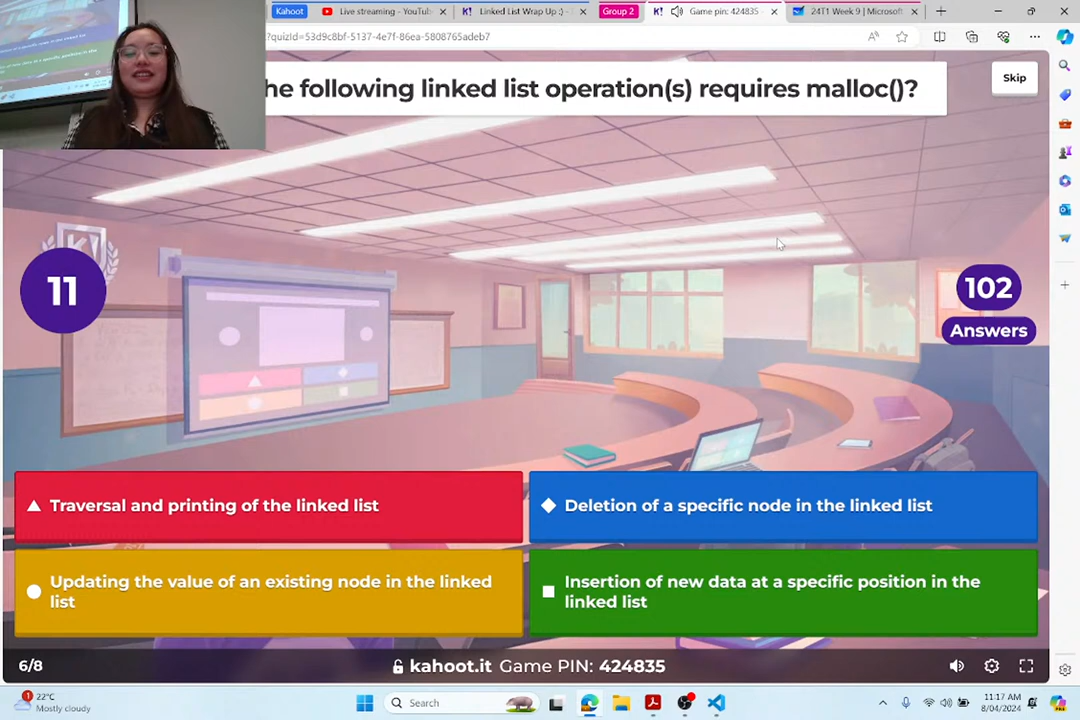 Kahoot
Live streaming - YouTub
Linked List Wrap Up :) -
Group 2
Game pin: 424835 -
24T1 Week 9 | Microsoft
?quizId=53d9c8bf-5137-4e7f-86ea-5808765adeb7
he following linked list operation(s) requires malloc()?
Skip
11
102
Answers
Traversal and printing of the linked list
Deletion of a specific node in the linked list
Updating the value of an existing node in the linked
list
Insertion of new data at a specific position in the
linked list
6/8
kahoot.it Game PIN: 424835
1
22°C
Mostly cloudy
Search
11:17 AM
8/04/2024